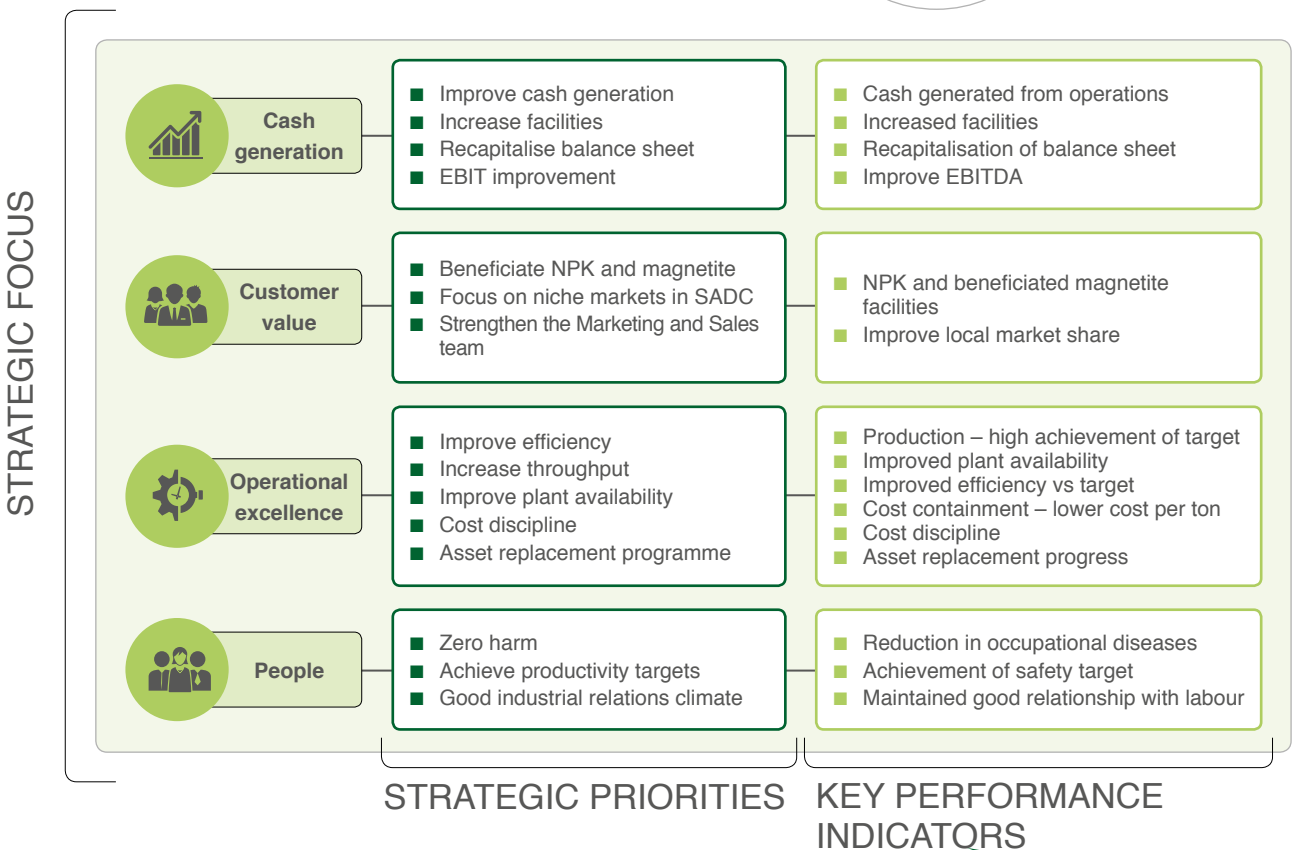 STRATEGIC FOCUS
Cash
generation
Improve cash generation
Increase facilities
Recapitalise balance sheet
EBIT improvement
Cash generated from operations
Increased facilities
Recapitalisation of balance sheet
Improve EBITDA
Customer
value
Beneficiate NPK and magnetite
Focus on niche markets in SADC
Strengthen the Marketing and Sales
team
NPK and beneficiated magnetite
facilities
Improve local market share
Operational
excellence
Improve efficiency
Increase throughput
Improve plant availability
Cost discipline
Asset replacement programme
Production – high achievement of target
Improved plant availability
Improved efficiency vs target
Cost containment – lower cost per ton
Cost discipline
Asset replacement progress
People
Zero harm
Achieve productivity targets
Good industrial relations climate
Reduction in occupational diseases
Achievement of safety target
Maintained good relationship with labour
STRATEGIC PRIORITIES
KEY PERFORMANCE
INDICATORS